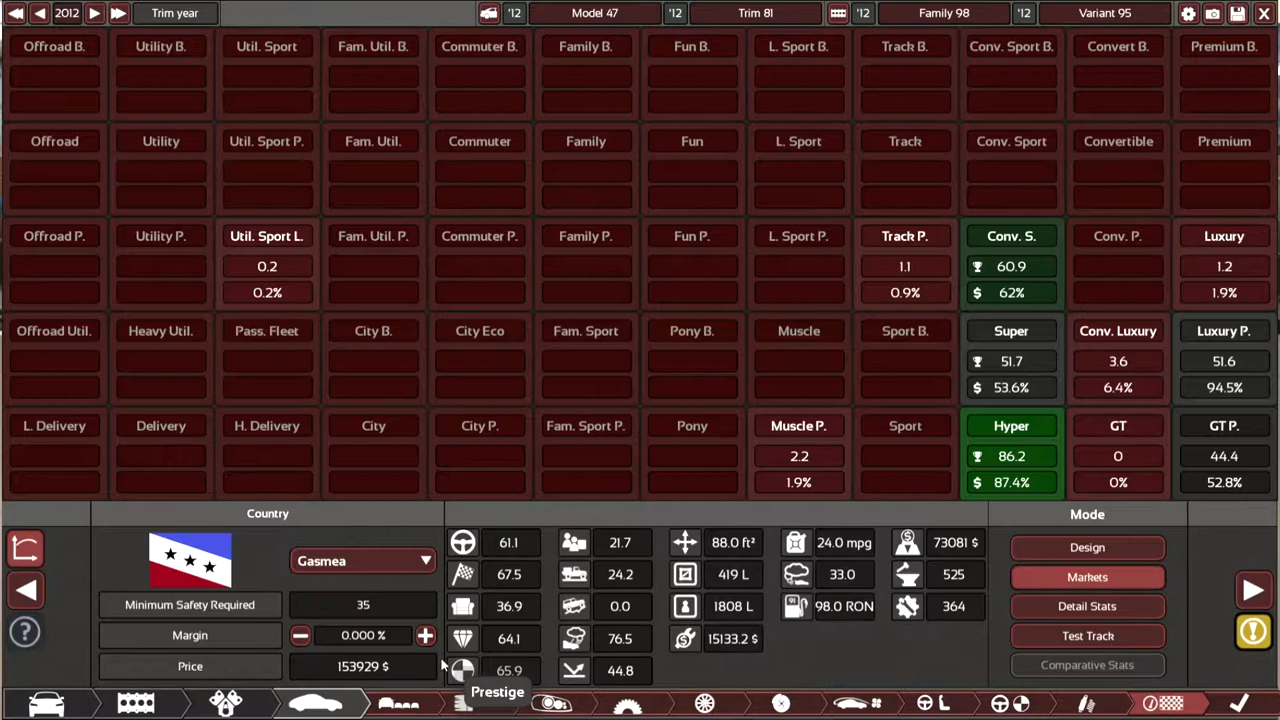 2012 Trim year '12 Model 47 '12 Trim 81 '12 Family 98 '12 Variant 95
Offroad B. Utility B. Util. Sport Fam. Util. B. Commuter B. Family B. Fun B. L. Sport B. Track B. Conv. Sport B. Convert B. Premium B.
Offroad Utility Util. Sport P. Fam. Util. Commuter Family Fun L. Sport Track Conv. Sport Convertible Premium
Offroad P. Utility P. Util. Sport L. Fam. Util. P. Commuter P. Family P. Fun P. L. Sport P. Track P. Conv. S. Conv. P. Luxury
0.2 1.1 60.9 1.2
0.2% 0.9% $ 62% 1.9%
Offroad Util. Heavy Util. Pass. Fleet City B. City Eco Fam. Sport Pony B. Muscle Sport B. Super Conv. Luxury Luxury P.
51.7 3.6 51.6
$ 53.6% 6.4% 94.5%
L. Delivery Delivery H. Delivery City City P. Fam. Sport P. Pony Muscle P. Sport Hyper GT GT P.
2.2 86.2 0 44.4
1.9% $ 87.4% 0% 52.8%
Country Mode
Gasmea 61.1 21.7 88.0 ft² 24.0 mpg 73081 $ Design
67.5 24.2 419 L 33.0 525 Markets
Minimum Safety Required 35 36.9 0.0 1808 L 98.0 RON 364 Detail Stats
Margin 0.000 % 64.1 76.5 15133.2 $ Test Track
Price 153929 $ 65.9 44.8 Comparative Stats
Prestige